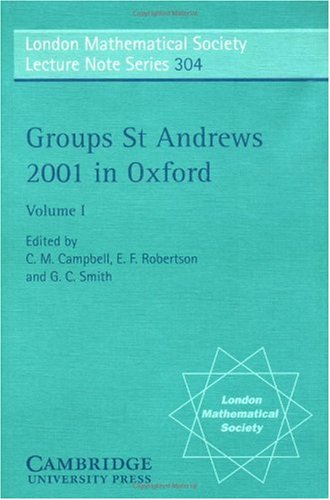 London Mathematical Society
Lecture Note Series 304
Groups St Andrews
2001 in Oxford
Volume I
Edited by
C. M. Campbell, E. F. Robertson
and G. C. Smith
London
Mathematical
Society
CAMBRIDGE
UNIVERSITY PRESS